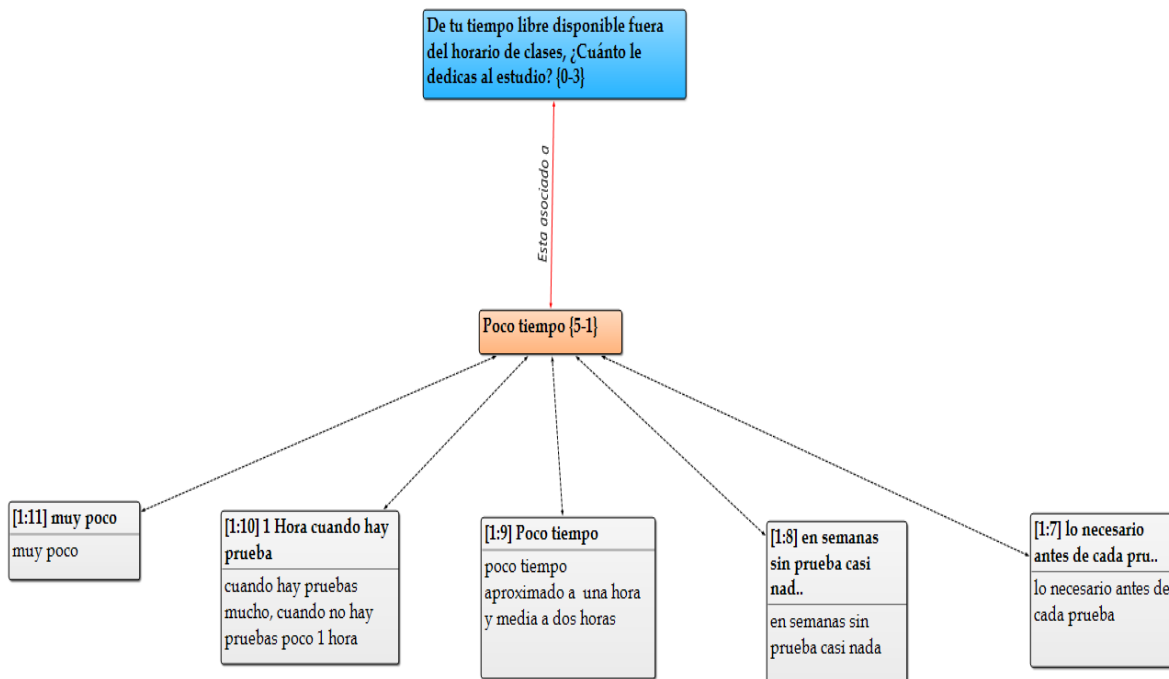 De tu tiempo libre disponible fuera
del horario de clases, ¿Cuánto le
dedicas al estudio? {0-3}
Esta asociado a
Poco tiempo {5-1}
[1:11] muy poco
muy poco
[1:10] 1 Hora cuando hay
prueba
cuando hay pruebas
mucho, cuando no hay
pruebas poco 1 hora
[1:9] Poco tiempo
poco tiempo
aproximado a una hora
y media a dos horas
[1:8] en semanas
sin prueba casi
nad..
en semanas sin
prueba casi nada
[1:7] lo necesario
antes de cada pru..
lo necesario antes de
cada prueba